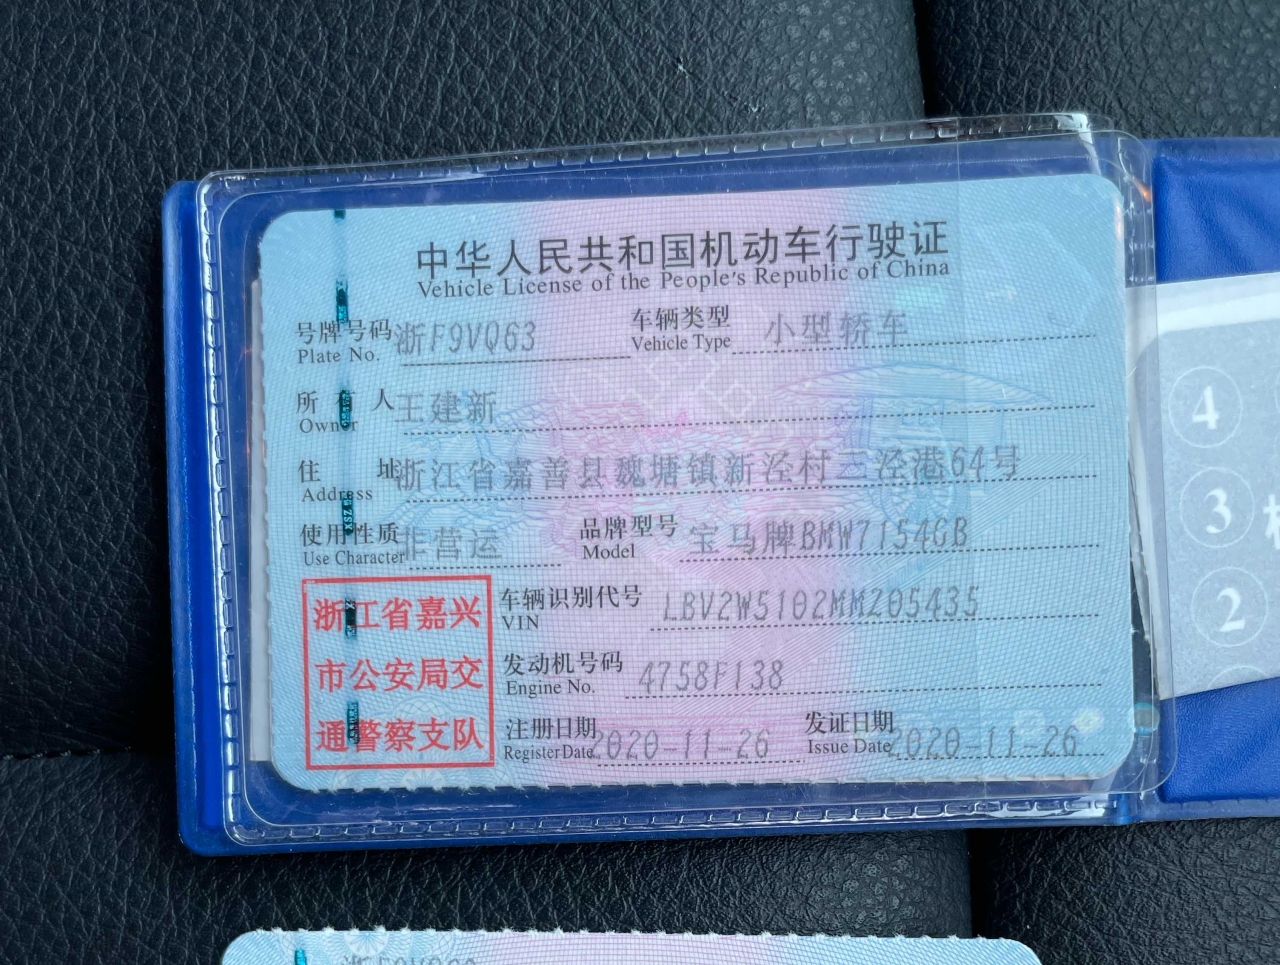 中华人民共和国机动车行驶证
Vehicle License of the People's Republic of China
号牌号码 浙F9VQ63 车辆类型 小型轿车
Plate No. Vehicle Type
所有人 王建新
Owner
住址 浙江省嘉善县魏塘镇新泾村三泾港64号
Address
使用性质 非营运 品牌型号 宝马牌BMW7154GB
Use Character Model
浙江省嘉兴
市公安局交
通警察支队
车辆识别代号 LBV2W5102MMZ05435
VIN
发动机号码 4758F138
Engine No.
注册日期 2020-11-26 发证日期 2020-11-26
Register Date Issue Date
4
3
2